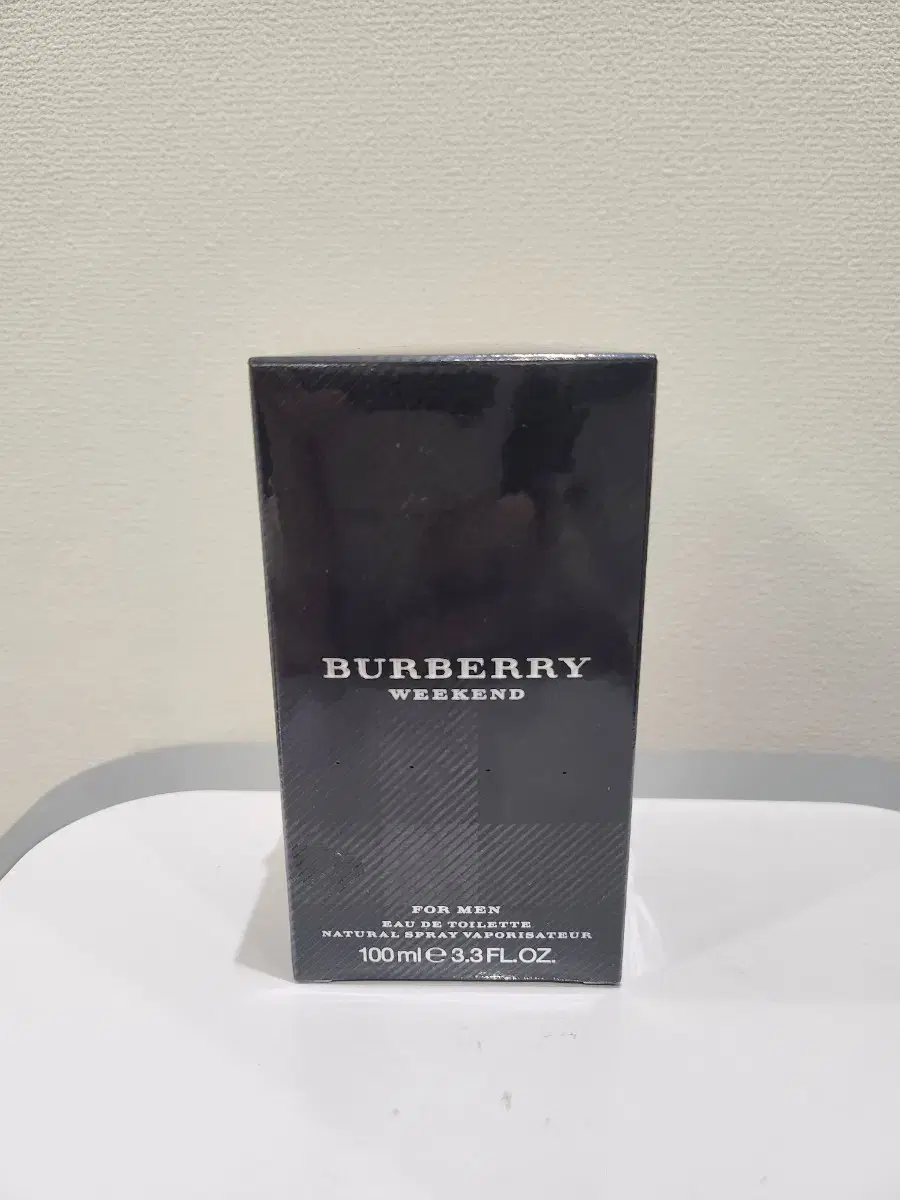 BURBERRY
WEEKEND
FOR MEN
EAU DE TOILETTE
NATURAL SPRAY VAPORISATEUR
100 ml ℮ 3.3 FL.OZ.